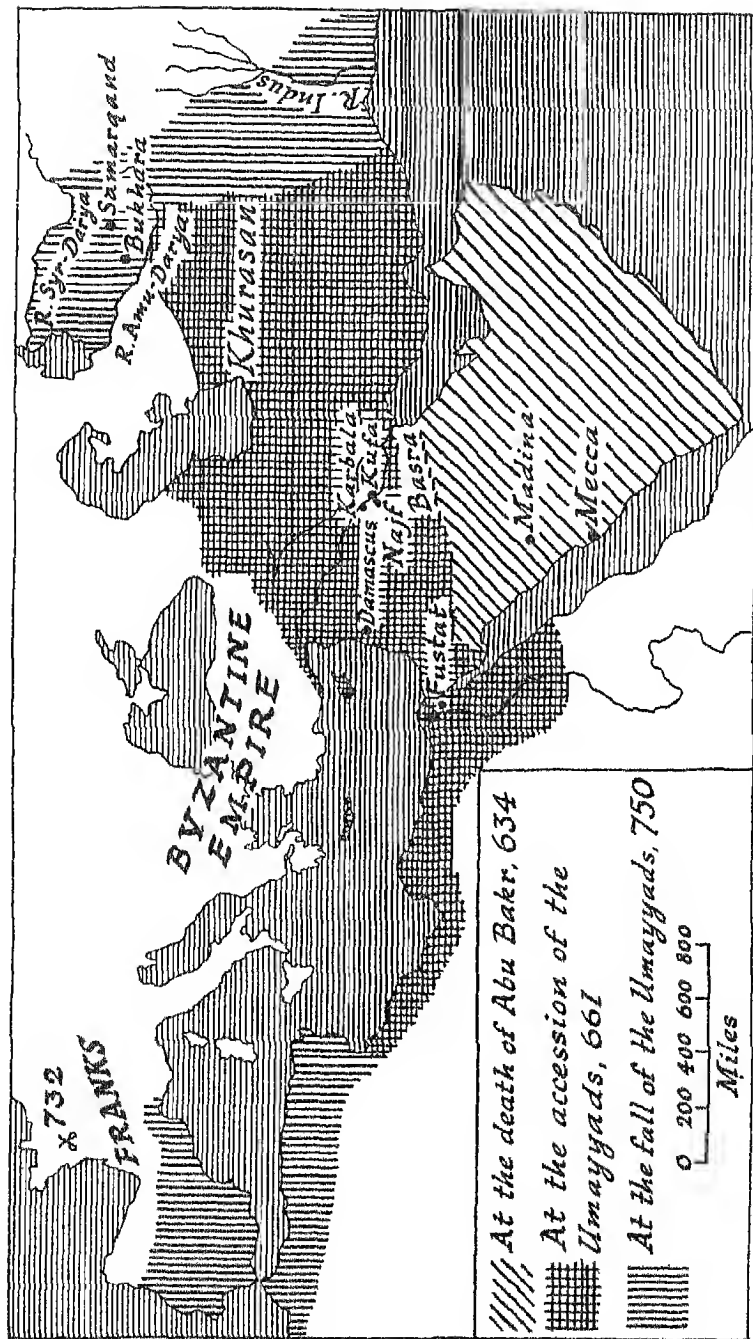 x 732
FRANKS
BYZANTINE
EMPIRE
R. Syr-Darya
Samarqand
Bukhara
R. Amu-Darya
Khurasan
R. Indus
Karbala
Kufa
Damascus
Najf
Basra
Fustat
Madina
Mecca
At the death of Abu Bakr, 634
At the accession of the
Umayyads, 661
At the fall of the Umayyads, 750
0 200 400 600 800
Miles